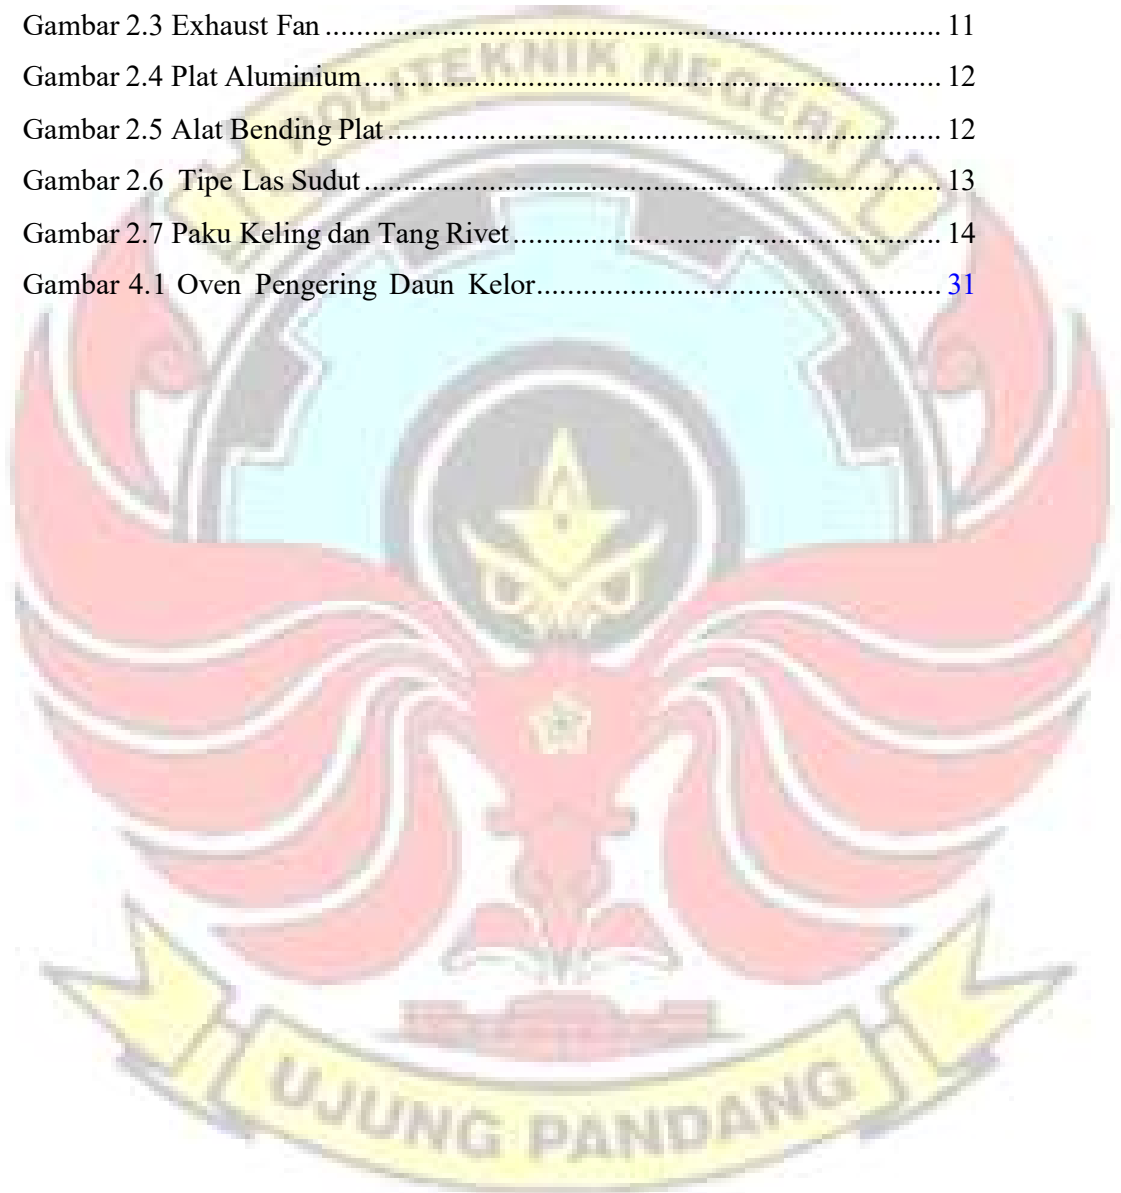 Gambar 2.3 Exhaust Fan ........................................................................... 11
Gambar 2.4 Plat Aluminium...................................................................... 12
Gambar 2.5 Alat Bending Plat ................................................................... 12
Gambar 2.6 Tipe Las Sudut ...................................................................... 13
Gambar 2.7 Paku Keling dan Tang Rivet .................................................... 14
Gambar 4.1 Oven Pengering Daun Kelor................................................. 31
POLITEKNIK NEGERI
UJUNG PANDANG